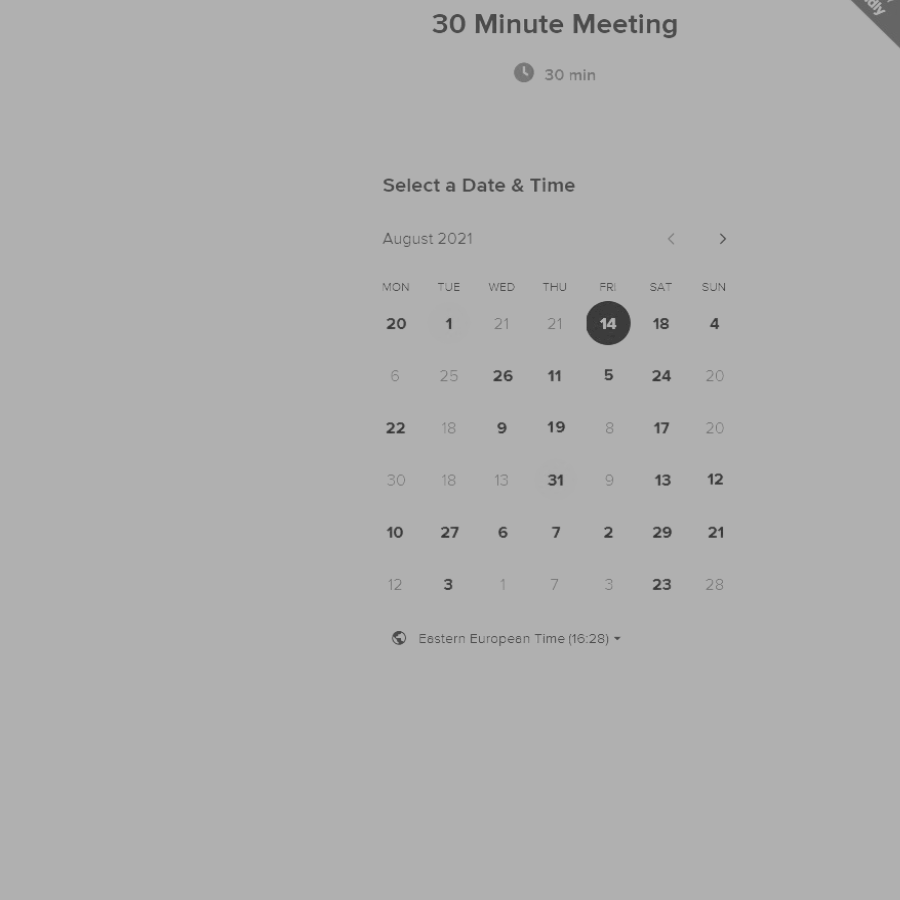 30 Minute Meeting
30 min
Select a Date & Time
August 2021
MON TUE WED THU FRI SAT SUN
20 1 21 21 14 18 4
6 25 26 11 5 24 20
22 18 9 19 8 17 20
30 18 13 31 9 13 12
10 27 6 7 2 29 21
12 3 1 7 3 23 28
Eastern European Time (16:28)